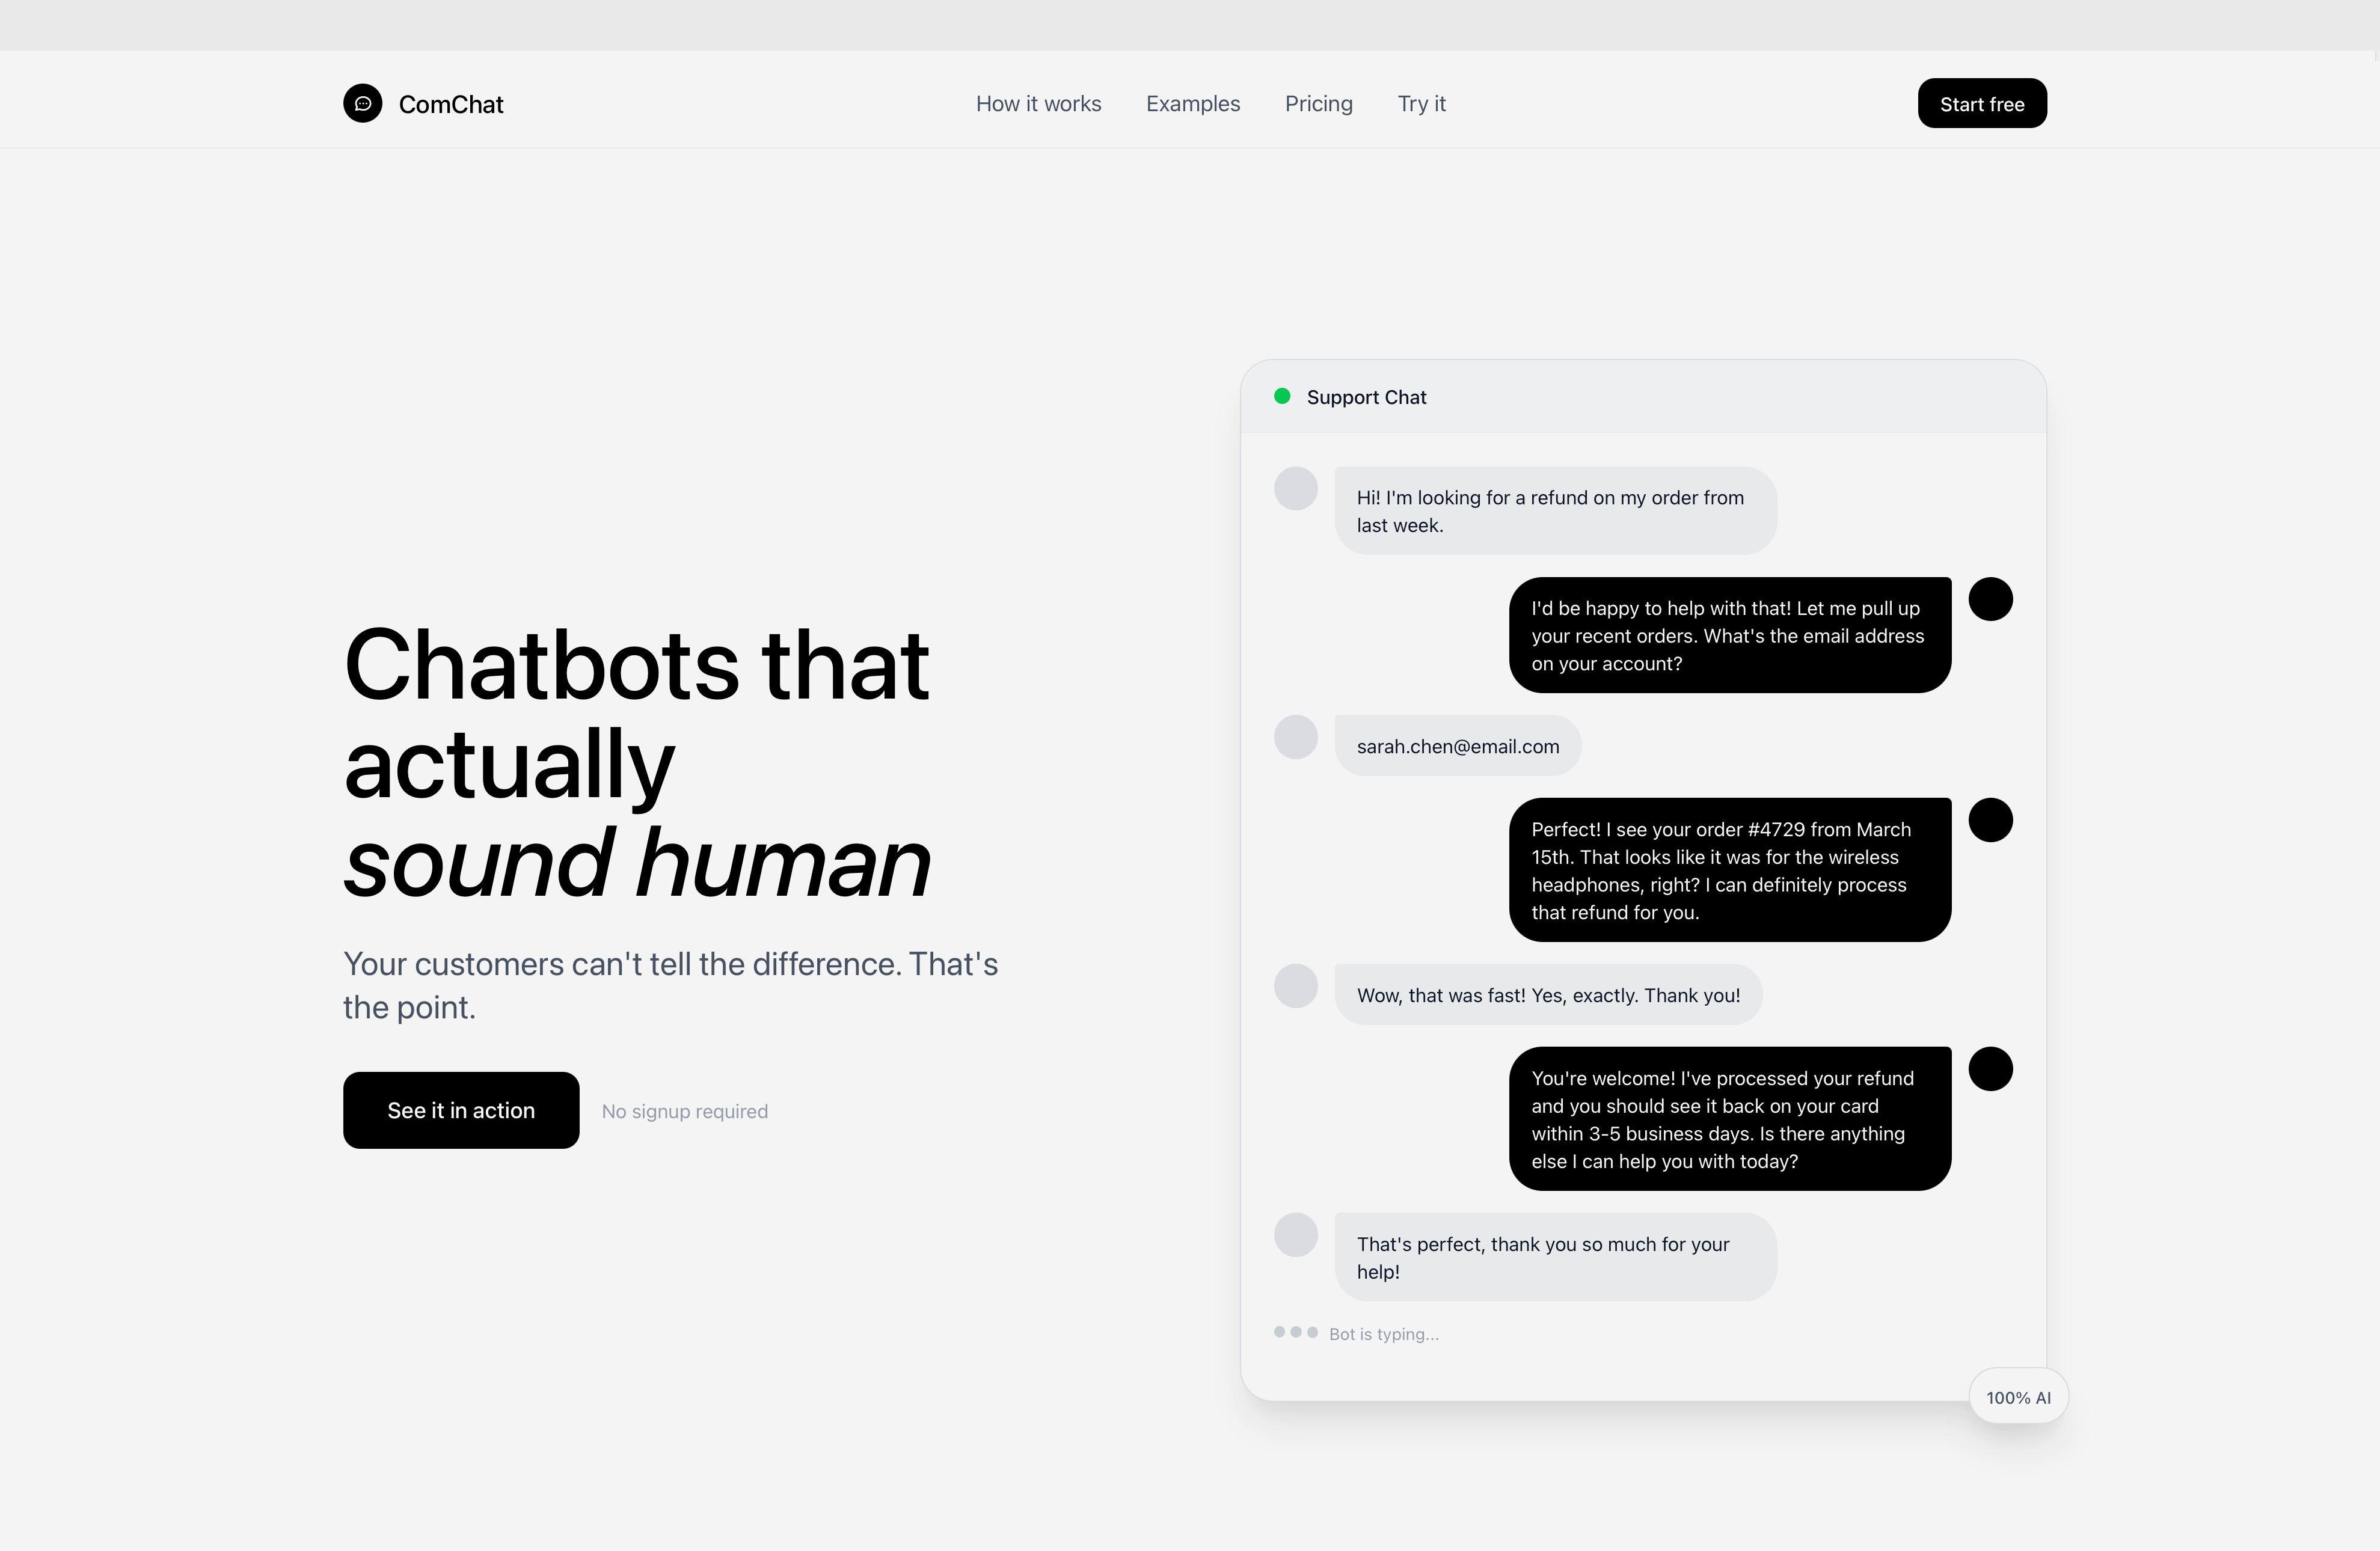 ComChat
How it works
Examples
Pricing
Try it
Start free
Chatbots that
actually
sound human
Your customers can't tell the difference. That's
the point.
See it in action
No signup required
Support Chat
Hi! I'm looking for a refund on my order from
last week.
I'd be happy to help with that! Let me pull up
your recent orders. What's the email address
on your account?
sarah.chen@email.com
Perfect! I see your order #4729 from March
15th. That looks like it was for the wireless
headphones, right? I can definitely process
that refund for you.
Wow, that was fast! Yes, exactly. Thank you!
You're welcome! I've processed your refund
and you should see it back on your card
within 3-5 business days. Is there anything
else I can help you with today?
That's perfect, thank you so much for your
help!
Bot is typing...
100% AI